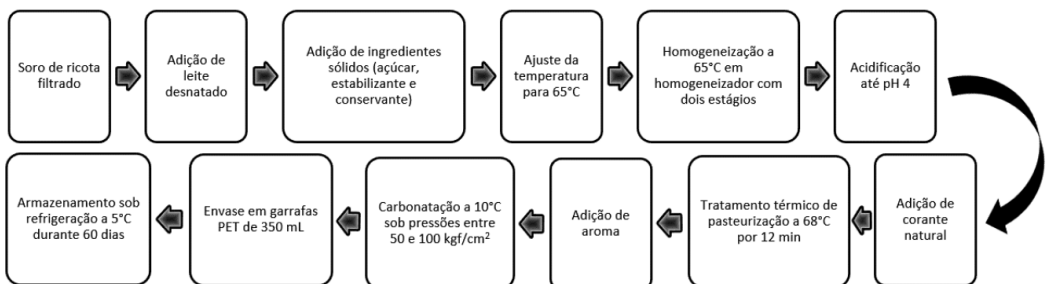 Soro de ricota
filtrado
Adição de
leite
desnatado
Adição de ingredientes
sólidos (açúcar,
estabilizante e
conservante)
Ajuste da
temperatura
para 65°C
Homogeneização a
65°C em
homogeneizador com
dois estágios
Acidificação
até pH 4
Adição de
corante
natural
Tratamento térmico de
pasteurização a 68°C
por 12 min
Adição de
aroma
Carbonatação a 10°C
sob pressões entre
50 e 100 kgf/cm²
Envase em garrafas
PET de 350 mL
Armazenamento sob
refrigeração a 5°C
durante 60 dias